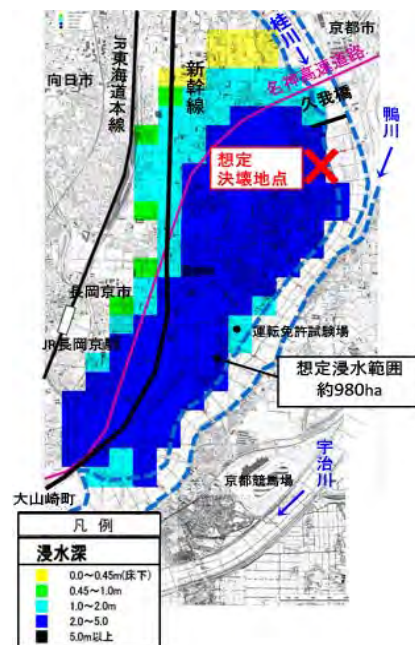 京都市
桂川
JR東海道本線
向日市
新幹線
名神高速道路
久我橋
鴨川
想定
決壊地点
長岡京市
JR長岡京駅
運転免許試験場
想定浸水範囲
約980ha
宇治川
京都競馬場
大山崎町
凡 例
浸水深
0.0～0.45m(床下)
0.45～1.0m
1.0～2.0m
2.0～5.0
5.0m以上